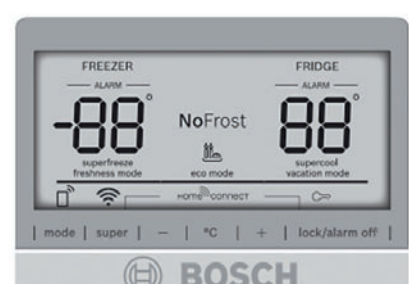 FREEZER FRIDGE
ALARM ALARM
-88° NoFrost 88°
superfreeze supercool
freshness mode eco mode vacation mode
HOME CONNECT
| mode | super | − | °C | + | lock/alarm off |
BOSCH